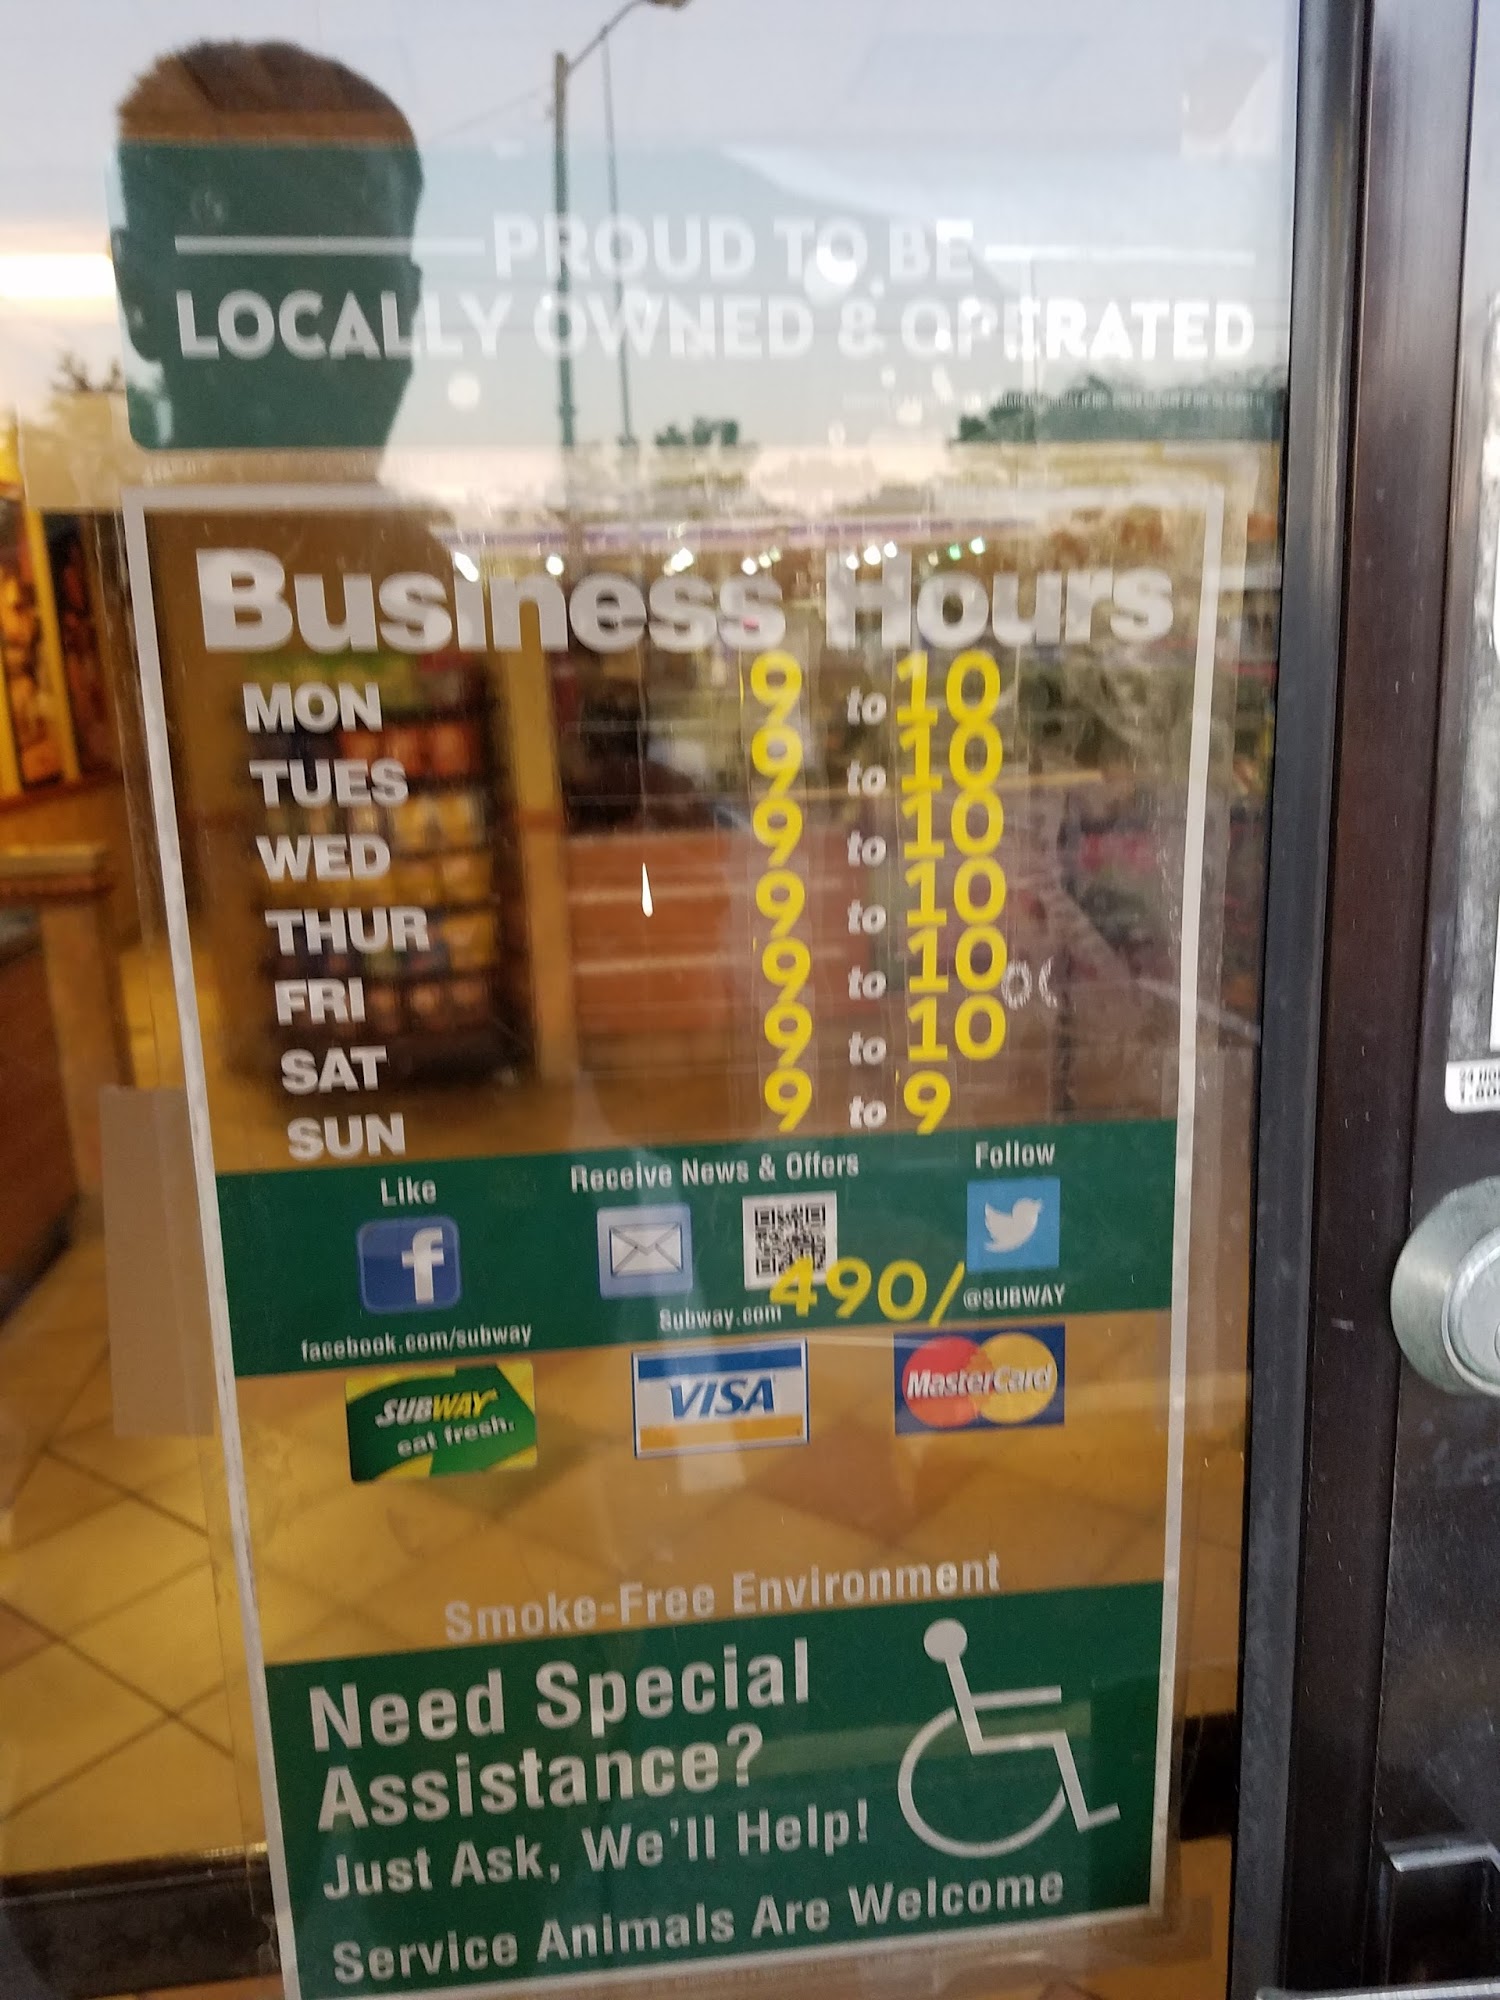 PROUD TO BE
LOCALLY OWNED & OPERATED
Business Hours
MON 9 to 10
TUES 9 to 10
WED 9 to 10
THUR 9 to 10
FRI 9 to 10
SAT 9 to 10
SUN 9 to 9
Like
Receive News & Offers
Follow
f
facebook.com/subway
Subway.com
490/
@SUBWAY
SUBWAY
eat fresh.
VISA
MasterCard
Smoke-Free Environment
Need Special
Assistance?
Just Ask, We'll Help!
Service Animals Are Welcome